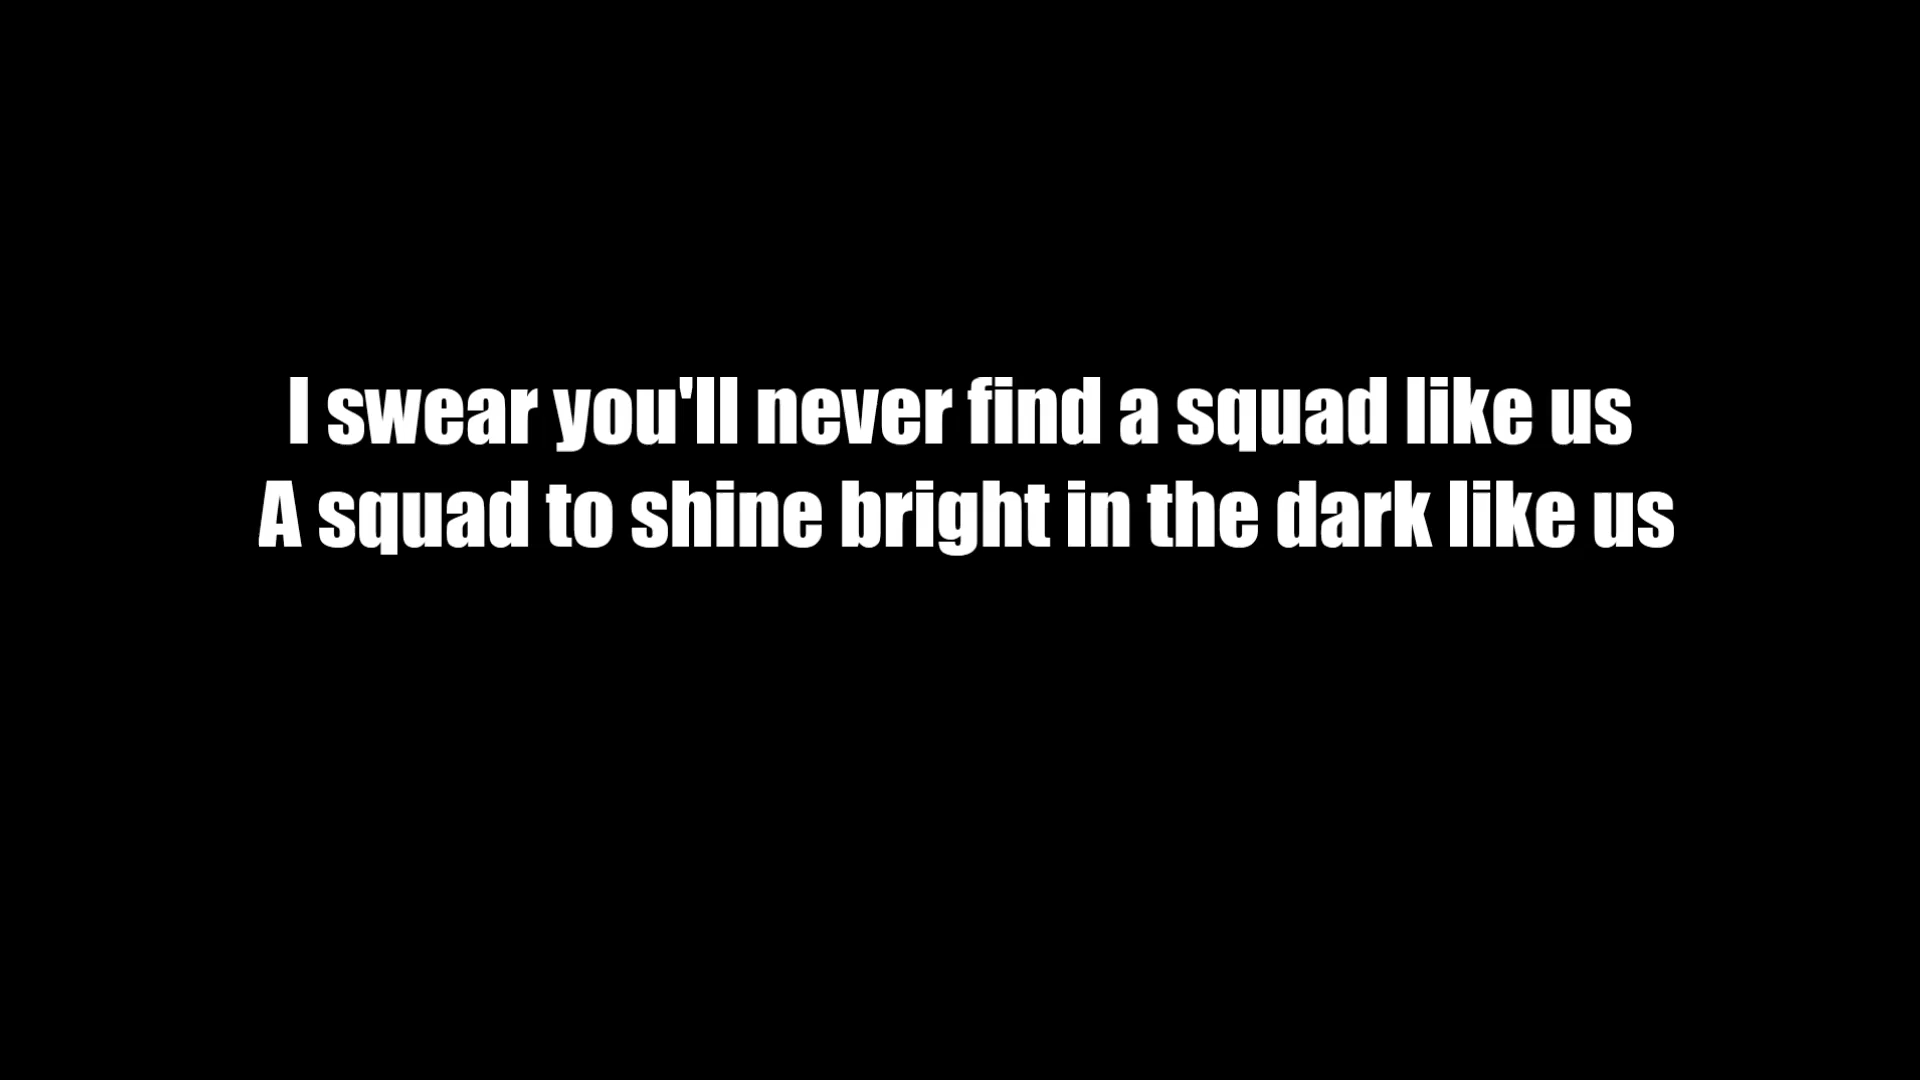 I swear you'll never find a squad like us
A squad to shine bright in the dark like us